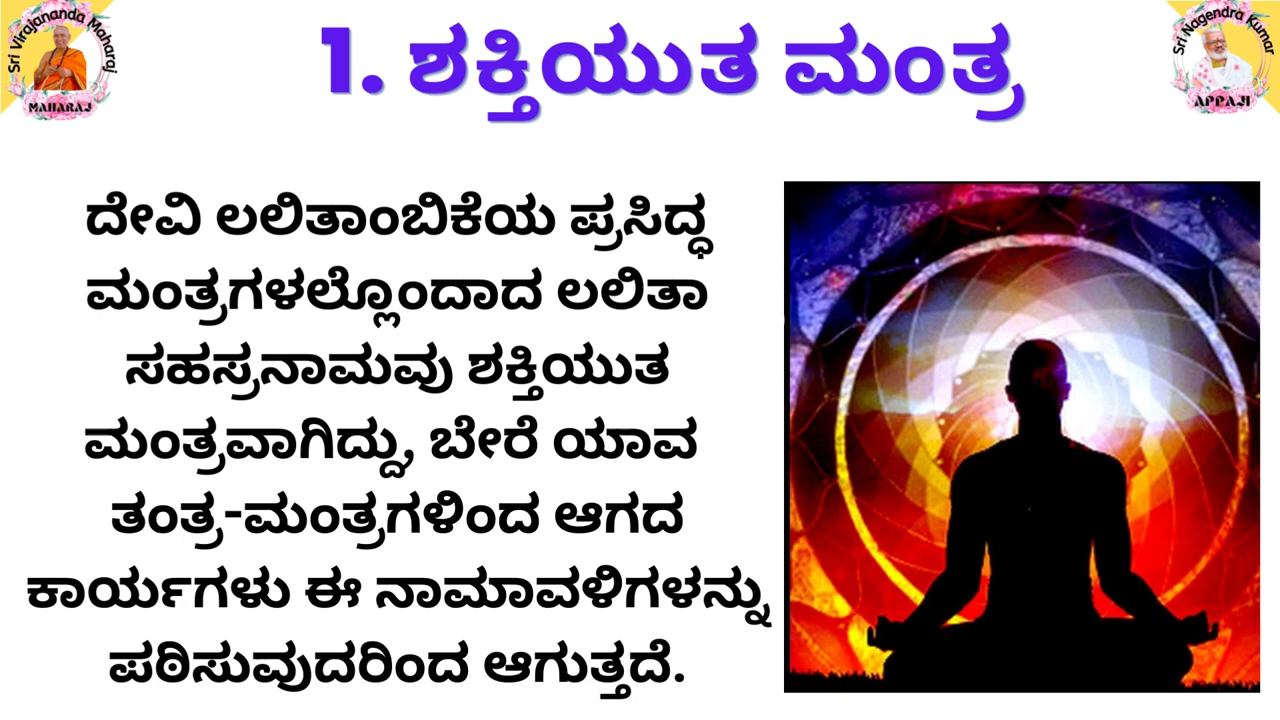 Sri Virajananda Maharaj
MAHARAJ
1. ಶಕ್ತಿಯುತ ಮಂತ್ರ
Sri Nagendra Kumar
APPAJI
ದೇವಿ ಲಲಿತಾಂಬಿಕೆಯ ಪ್ರಸಿದ್ಧ
ಮಂತ್ರಗಳಲ್ಲೊಂದಾದ ಲಲಿತಾ
ಸಹಸ್ರನಾಮವು ಶಕ್ತಿಯುತ
ಮಂತ್ರವಾಗಿದ್ದು, ಬೇರೆ ಯಾವ
ತಂತ್ರ-ಮಂತ್ರಗಳಿಂದ ಆಗದ
ಕಾರ್ಯಗಳು ಈ ನಾಮಾವಳಿಗಳನ್ನು
ಪಠಿಸುವುದರಿಂದ ಆಗುತ್ತದೆ.